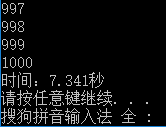 997
998
999
1000
时间：7.341秒
请按任意键继续. . .
搜狗拼音输入法 全 :